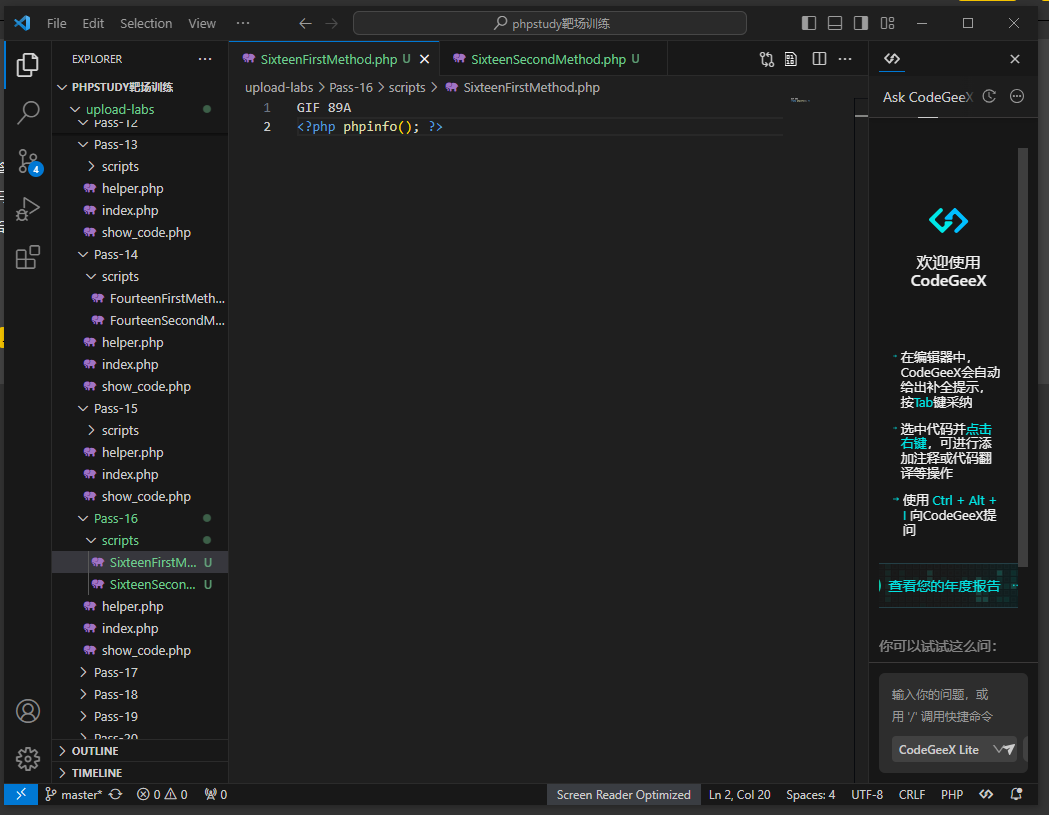 File Edit Selection View ··· phpstudy靶场训练
EXPLORER ···
PHPSTUDY靶场训练
upload-labs
Pass-12
Pass-13
scripts
helper.php
index.php
show_code.php
Pass-14
scripts
FourteenFirstMeth...
FourteenSecondM...
helper.php
index.php
show_code.php
Pass-15
scripts
helper.php
index.php
show_code.php
Pass-16
scripts
SixteenFirstM... U
SixteenSecon... U
helper.php
index.php
show_code.php
Pass-17
Pass-18
Pass-19
Pass-20
OUTLINE
TIMELINE
4
SixteenFirstMethod.php U SixteenSecondMethod.php U
upload-labs > Pass-16 > scripts > SixteenFirstMethod.php
1 GIF 89A
2 <?php phpinfo(); ?>
Ask CodeGeeX
欢迎使用
CodeGeeX
在编辑器中，
CodeGeeX会自动
给出补全提示，
按Tab键采纳
选中代码并点击
右键，可进行添
加注释或代码翻
译等操作
使用 Ctrl + Alt +
I 向CodeGeeX提
问
查看您的年度报告
你可以试试这么问：
输入你的问题，或
用 '/' 调用快捷命令
CodeGeeX Lite
master* 0 0 0 Screen Reader Optimized Ln 2, Col 20 Spaces: 4 UTF-8 CRLF PHP